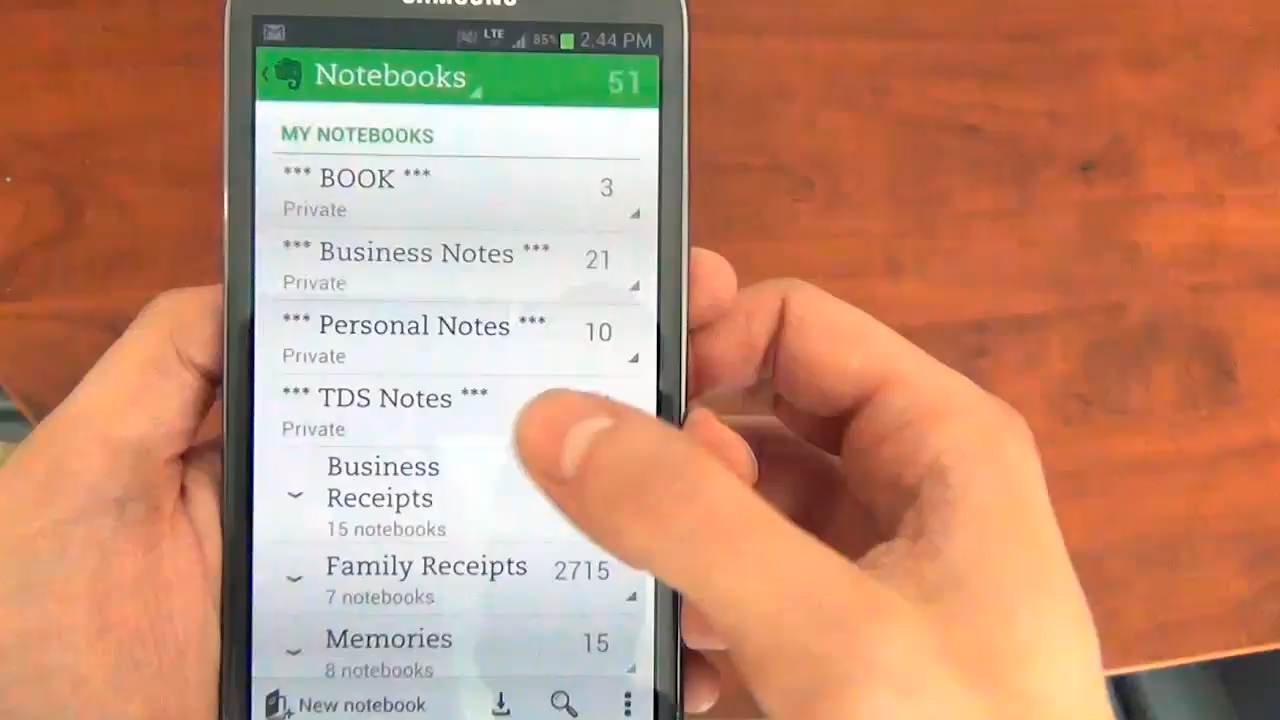 SAMSUNG
LTE 85% 2:44 PM
Notebooks 51
MY NOTEBOOKS
*** BOOK *** 3
Private
*** Business Notes *** 21
Private
*** Personal Notes *** 10
Private
*** TDS Notes ***
Private
Business
Receipts
15 notebooks
Family Receipts 2715
7 notebooks
Memories 15
8 notebooks
New notebook